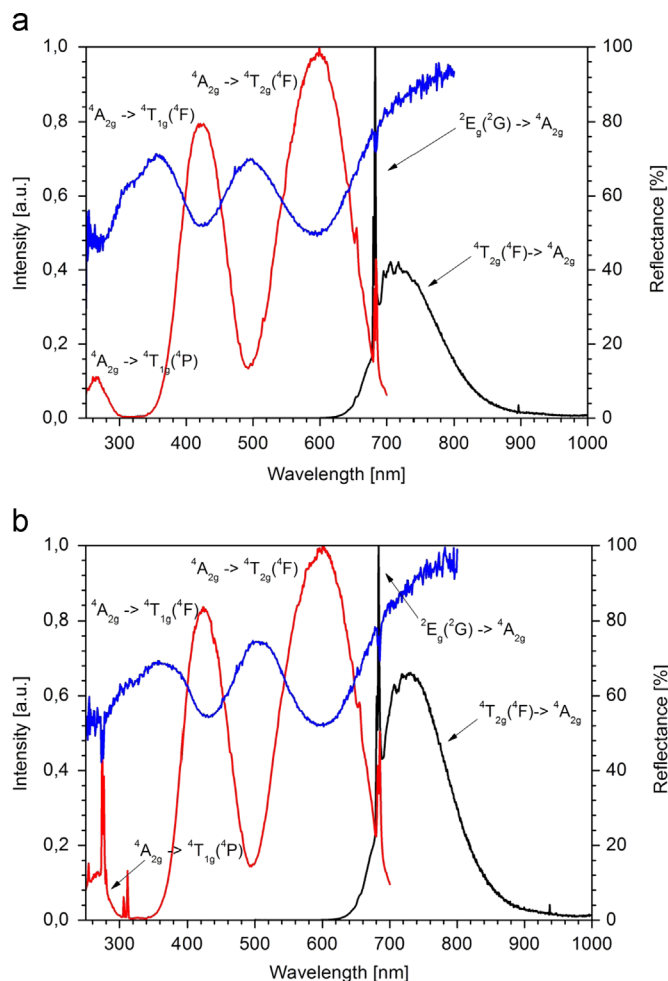 a
1,0
0,8
0,6
0,4
0,2
0,0
Intensity [a.u.]
100
80
60
40
20
0
Reflectance [%]
⁴A₂g -> ⁴T₂g(⁴F)
⁴A₂g -> ⁴T₁g(⁴F)
²Eg(²G) -> ⁴A₂g
⁴T₂g(⁴F)-> ⁴A₂g
⁴A₂g -> ⁴T₁g(⁴P)
300 400 500 600 700 800 900 1000
Wavelength [nm]
b
1,0
0,8
0,6
0,4
0,2
0,0
Intensity [a.u.]
100
80
60
40
20
0
Reflectance [%]
⁴A₂g -> ⁴T₂g(⁴F)
⁴A₂g -> ⁴T₁g(⁴F)
²Eg(²G) -> ⁴A₂g
⁴T₂g(⁴F)-> ⁴A₂g
⁴A₂g -> ⁴T₁g(⁴P)
300 400 500 600 700 800 900 1000
Wavelength [nm]